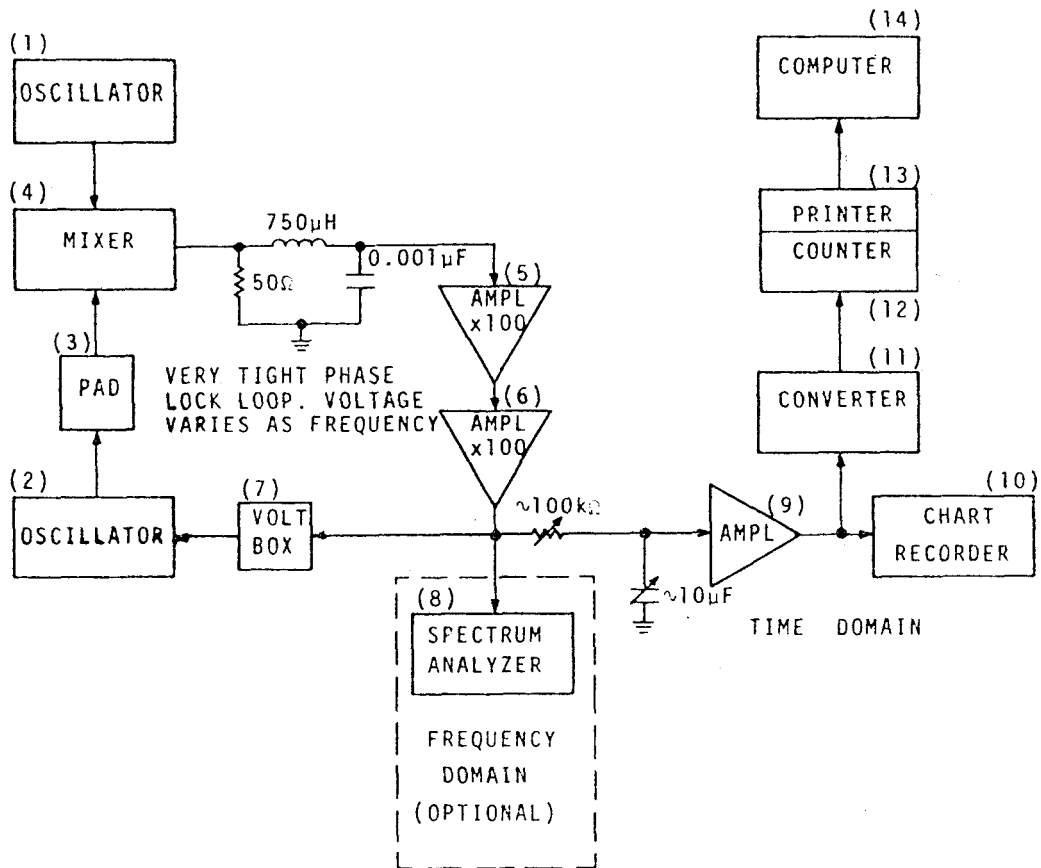 (1)
OSCILLATOR
(4)
MIXER
750μH
50Ω
0.001μF
(3)
PAD
VERY TIGHT PHASE
LOCK LOOP. VOLTAGE
VARIES AS FREQUENCY
(5)
AMPL
x100
(6)
AMPL
x100
(2)
OSCILLATOR
(7)
VOLT
BOX
~100kΩ
~10μF
(8)
SPECTRUM
ANALYZER
FREQUENCY
DOMAIN
(OPTIONAL)
(9)
AMPL
TIME DOMAIN
(10)
CHART
RECORDER
(11)
CONVERTER
(12)
(13)
PRINTER
COUNTER
(14)
COMPUTER